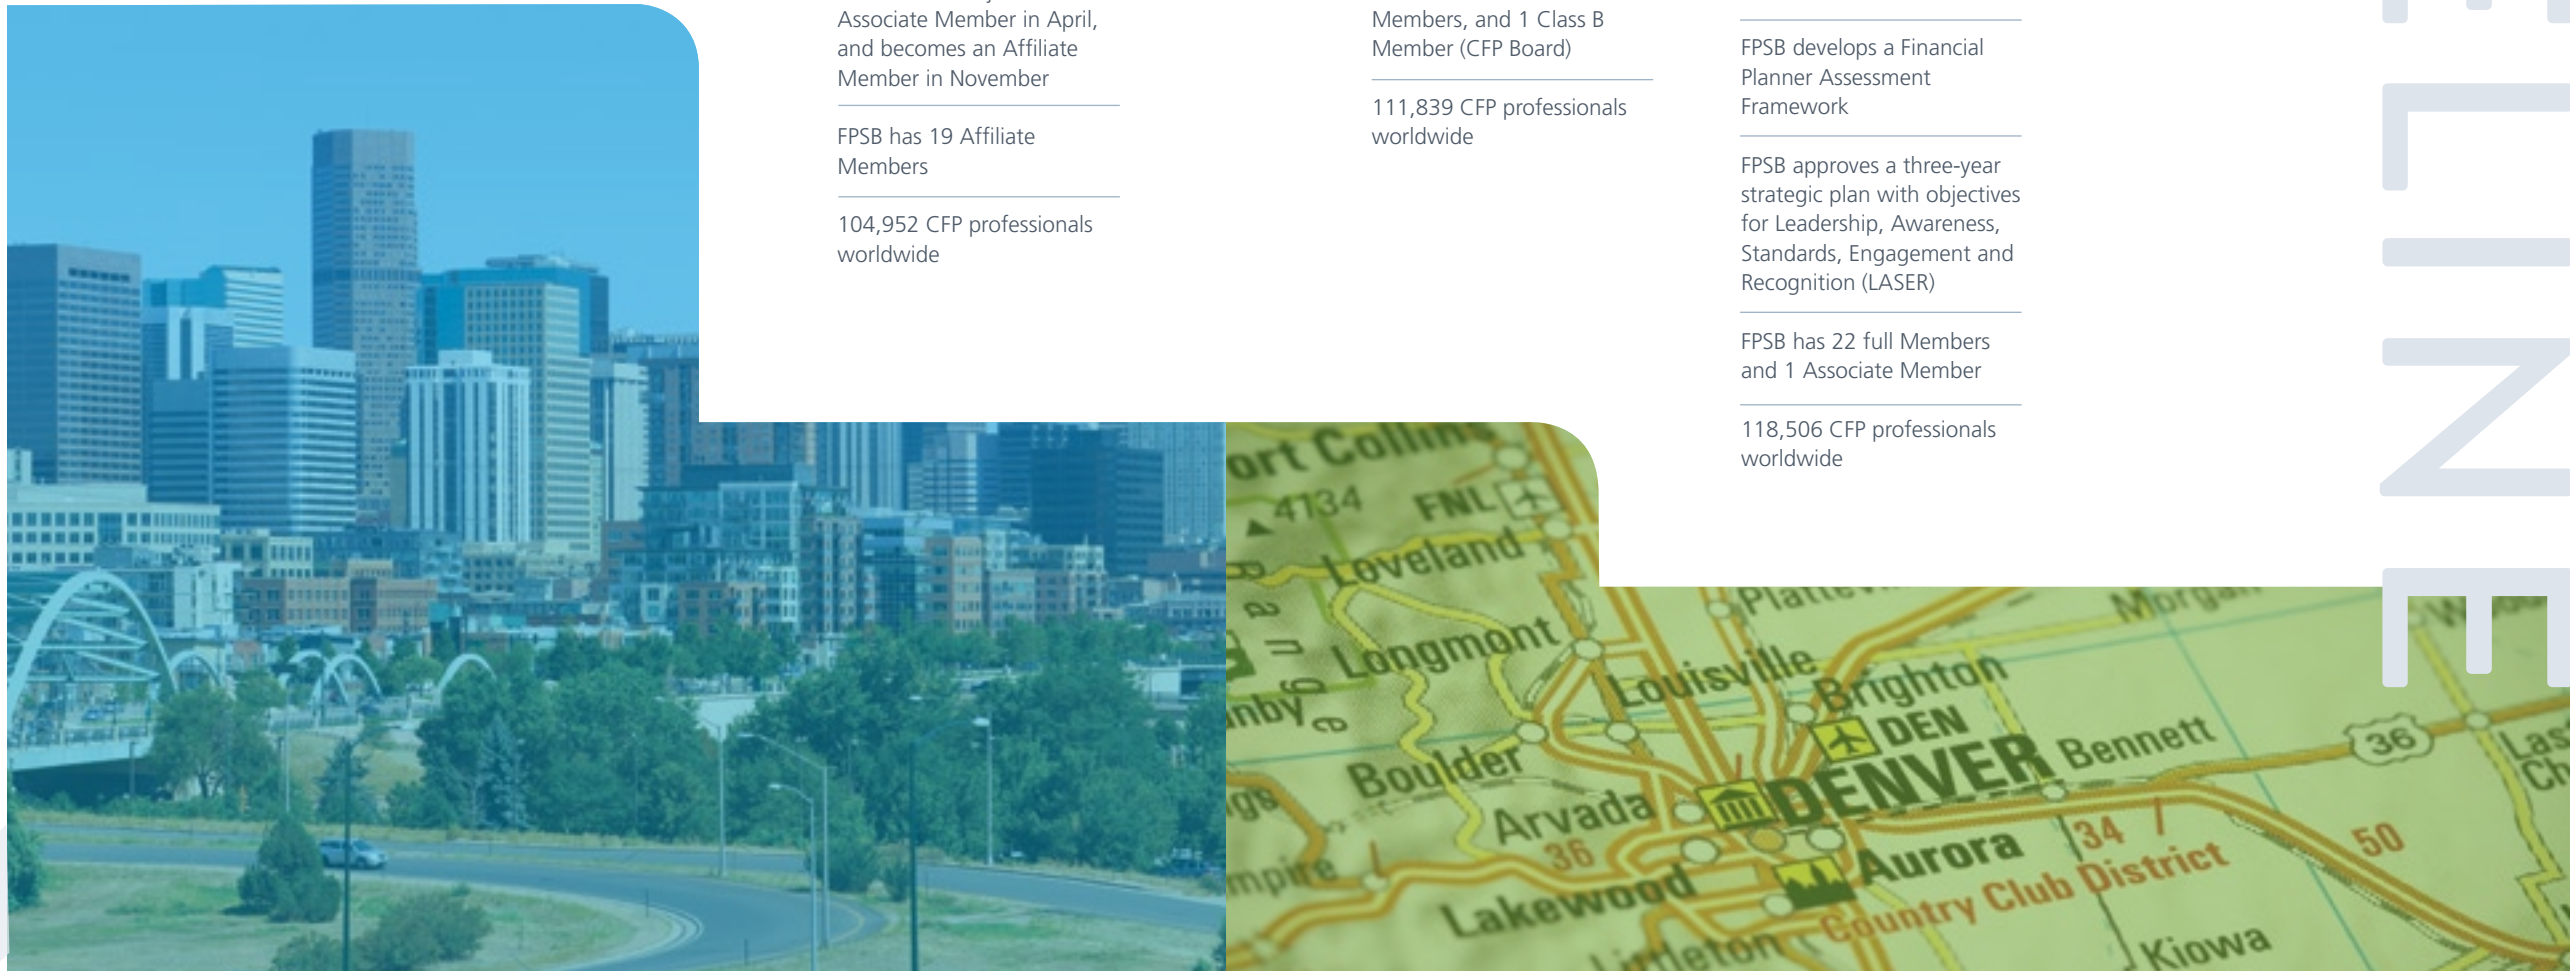 Associate Member in April,
and becomes an Affiliate
Member in November
FPSB has 19 Affiliate
Members
104,952 CFP professionals
worldwide
Members, and 1 Class B
Member (CFP Board)
111,839 CFP professionals
worldwide
FPSB develops a Financial
Planner Assessment
Framework
FPSB approves a three-year
strategic plan with objectives
for Leadership, Awareness,
Standards, Engagement and
Recognition (LASER)
FPSB has 22 full Members
and 1 Associate Member
118,506 CFP professionals
worldwide
ELINE
ort Collins
4734
FNL
Loveland
Longmont
Louisville
Brighton
DEN
DENVER
Bennett
36
Boulder
Arvada
36
Aurora
34
50
Lakewood
Country Club District
Littleton
Kiowa